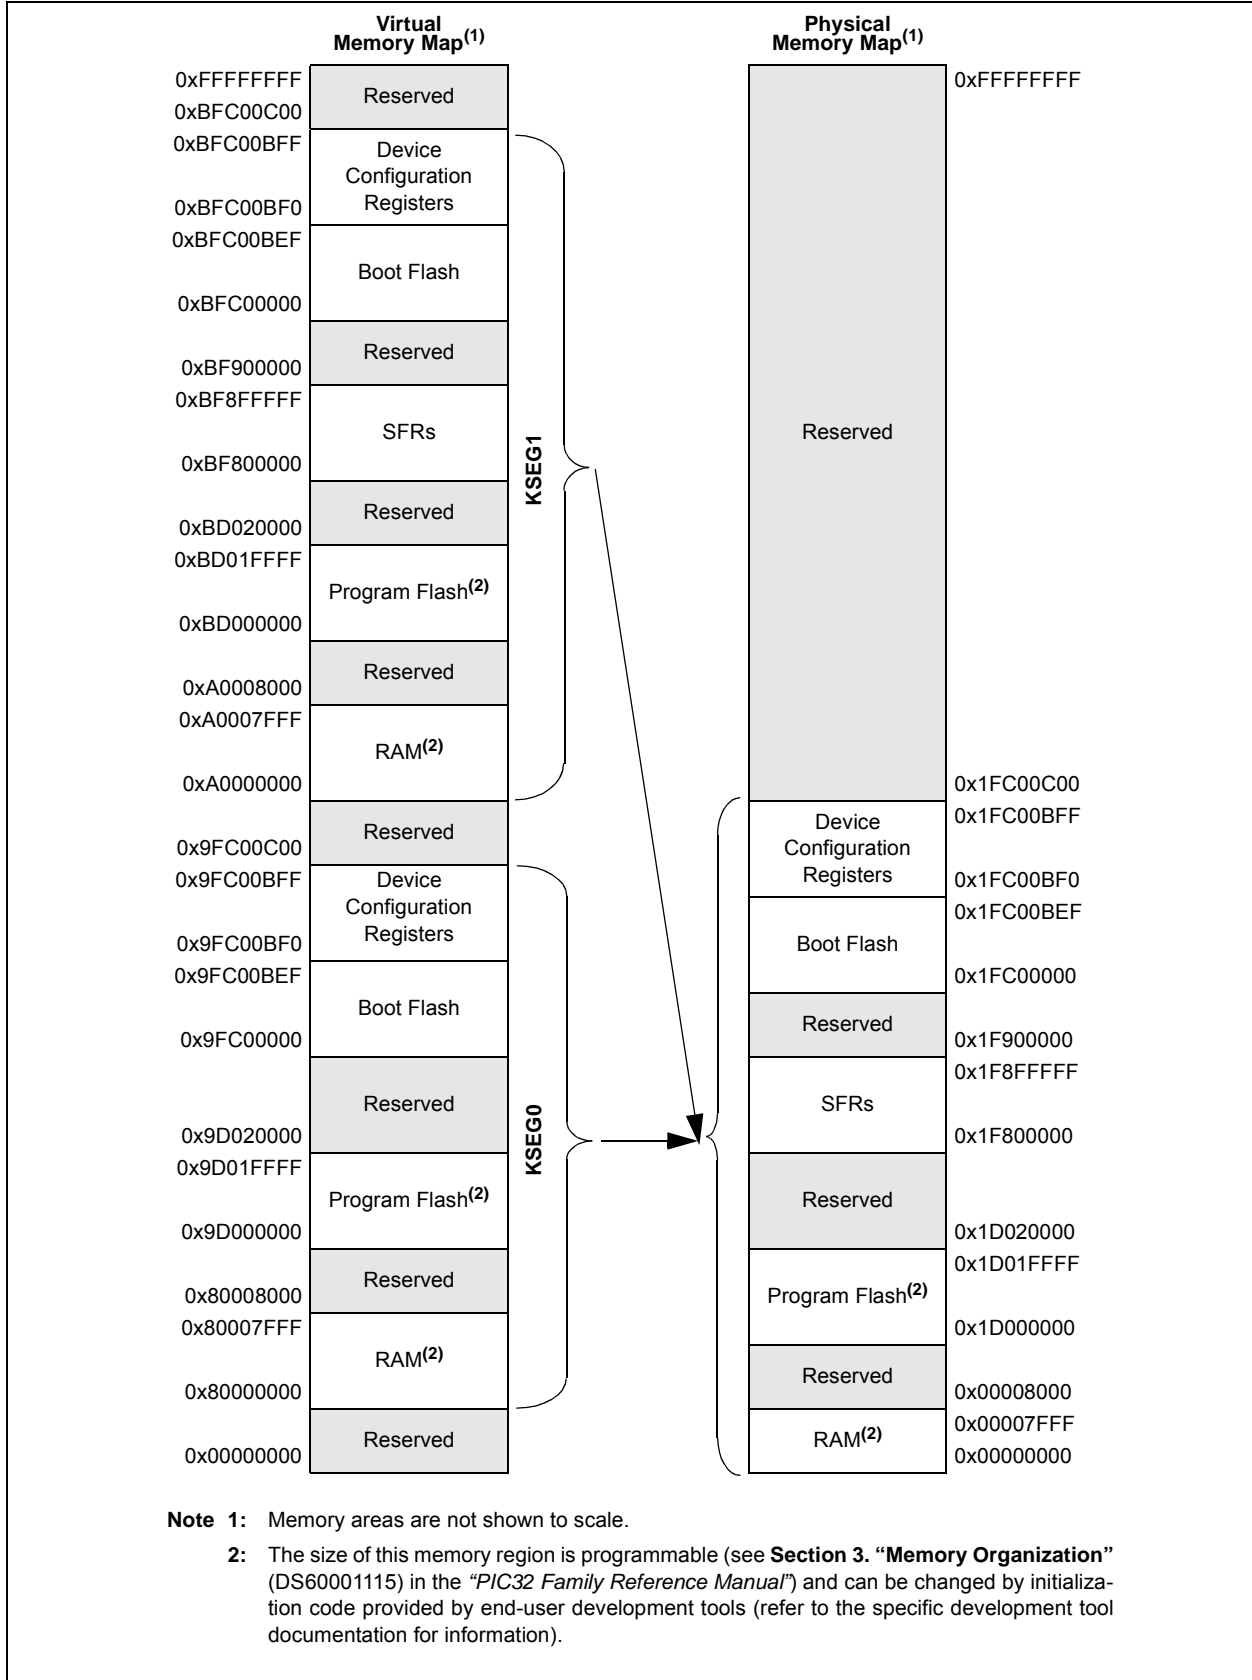 Virtual
Memory Map(1)
0xFFFFFFFF
Reserved
0xBFC00C00
0xBFC00BFF
Device
Configuration
Registers
0xBFC00BF0
0xBFC00BEF
Boot Flash
0xBFC00000
Reserved
0xBF900000
0xBF8FFFFF
SFRs
0xBF800000
Reserved
0xBD020000
0xBD01FFFF
Program Flash(2)
0xBD000000
Reserved
0xA0008000
0xA0007FFF
RAM(2)
0xA0000000
KSEG1
Reserved
0x9FC00C00
0x9FC00BFF
Device
Configuration
Registers
0x9FC00BF0
0x9FC00BEF
Boot Flash
0x9FC00000
Reserved
0x9D020000
0x9D01FFFF
Program Flash(2)
0x9D000000
Reserved
0x80008000
0x80007FFF
RAM(2)
0x80000000
KSEG0
Reserved
0x00000000
Physical
Memory Map(1)
0xFFFFFFFF
Reserved
0x1FC00C00
0x1FC00BFF
Device
Configuration
Registers
0x1FC00BF0
0x1FC00BEF
Boot Flash
0x1FC00000
Reserved
0x1F900000
0x1F8FFFFF
SFRs
0x1F800000
Reserved
0x1D020000
0x1D01FFFF
Program Flash(2)
0x1D000000
Reserved
0x00008000
0x00007FFF
RAM(2)
0x00000000
Note 1: Memory areas are not shown to scale.
2: The size of this memory region is programmable (see Section 3. “Memory Organization”
(DS60001115) in the “PIC32 Family Reference Manual”) and can be changed by initializa-
tion code provided by end-user development tools (refer to the specific development tool
documentation for information).